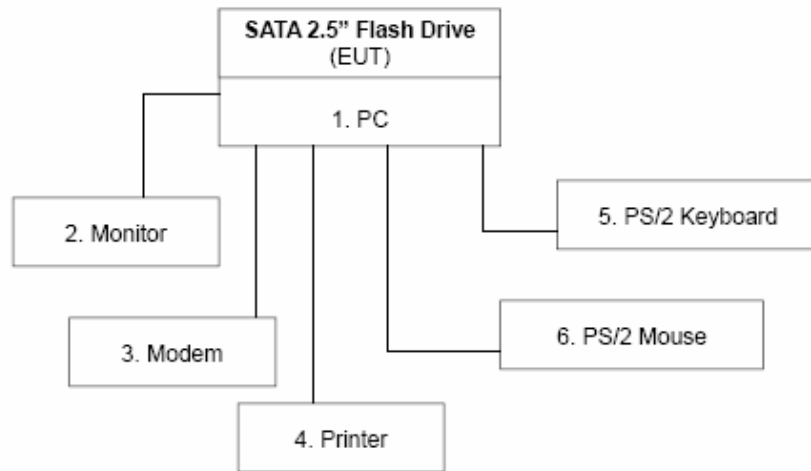 SATA 2.5” Flash Drive
(EUT)
1. PC
2. Monitor
3. Modem
4. Printer
5. PS/2 Keyboard
6. PS/2 Mouse